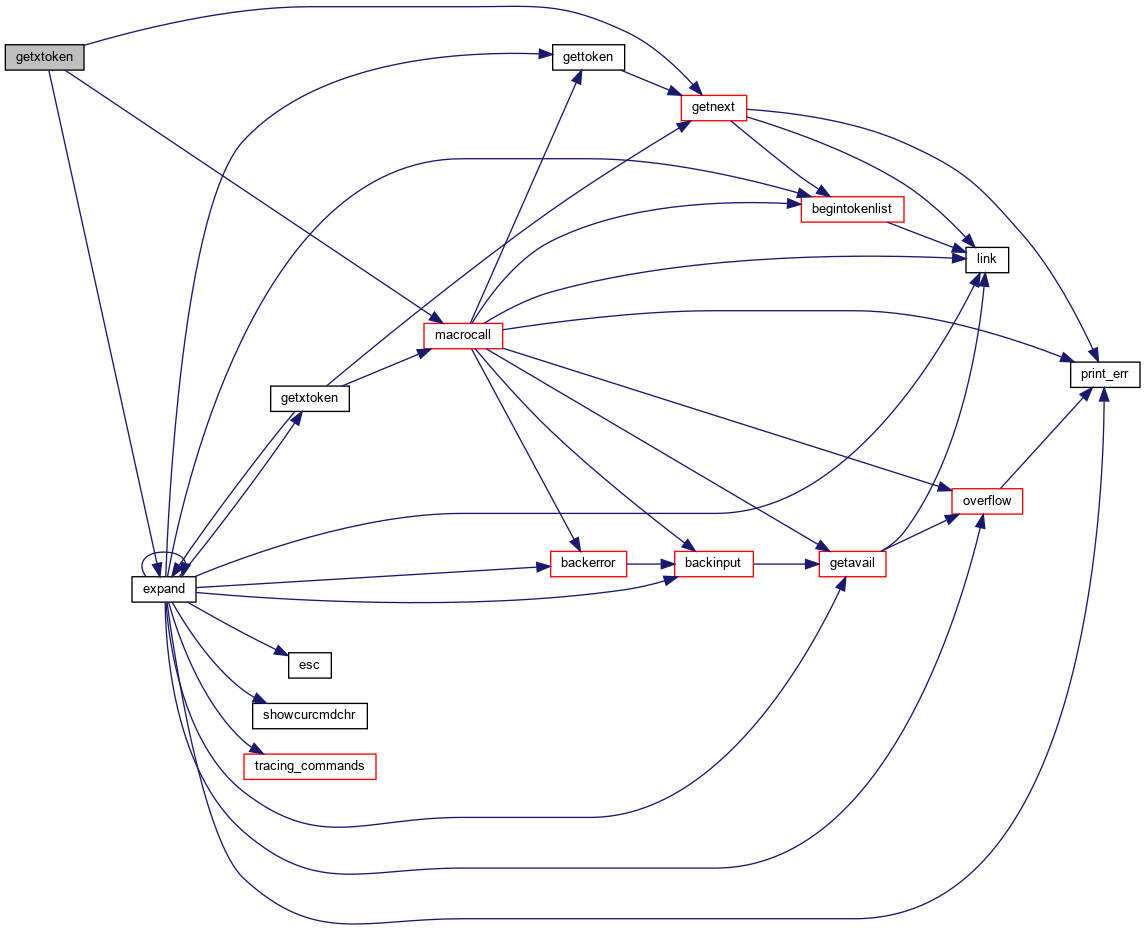 getxtoken
gettoken
getnext
begintokenlist
link
macrocall
print_err
getxtoken
overflow
backerror
backinput
getavail
expand
esc
showcurcmdchr
tracing_commands